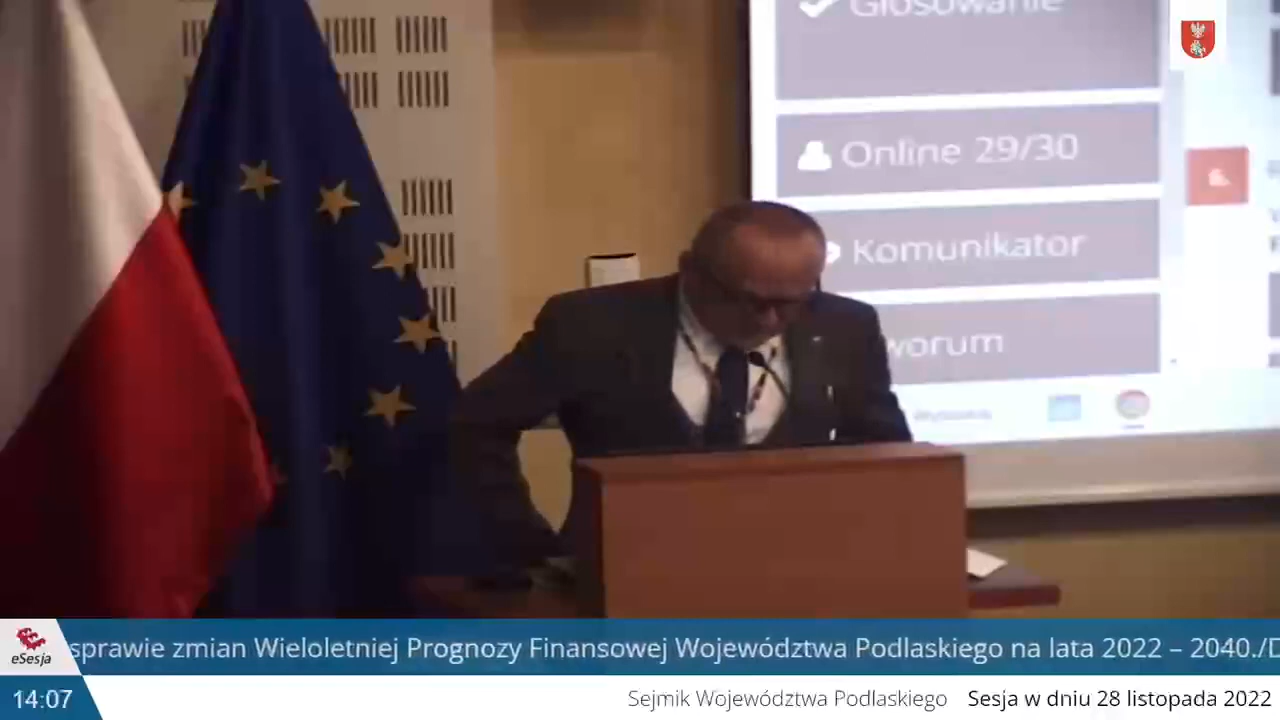 Głosowanie
Online 29/30
Komunikator
worum
eSesja
sprawie zmian Wieloletniej Prognozy Finansowej Województwa Podlaskiego na lata 2022 – 2040./D
14:07
Sejmik Województwa Podlaskiego Sesja w dniu 28 listopada 2022